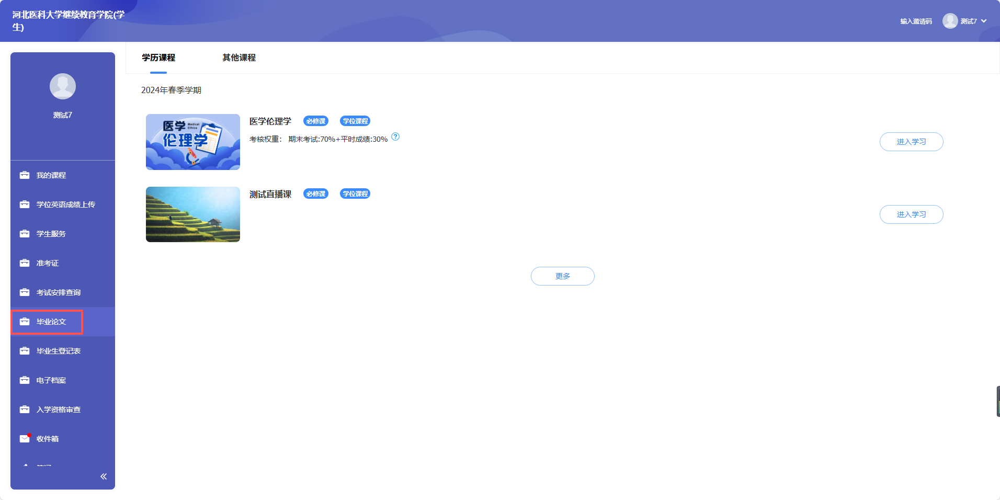 河北医科大学继续教育学院(学
生)
输入邀请码
测试7
测试7
我的课程
学位英语成绩上传
学生服务
准考证
考试安排查询
毕业论文
毕业生登记表
电子档案
入学资格审查
收件箱
学历课程
其他课程
2024年春季学期
医学
Medical
Ethics
伦理学
医学伦理学
必修课
学位课程
考核权重： 期末考试:70%+平时成绩:30%
进入学习
测试直播课
必修课
学位课程
进入学习
更多